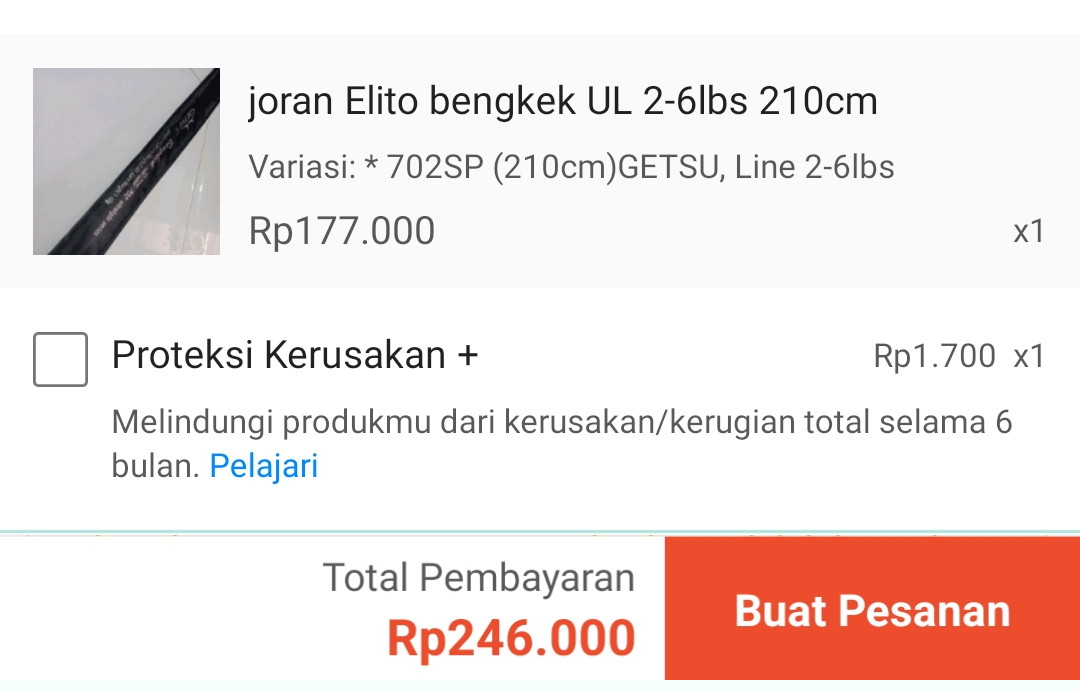 joran Elito bengkek UL 2-6lbs 210cm
Variasi: * 702SP (210cm)GETSU, Line 2-6lbs
Rp177.000 x1
Proteksi Kerusakan + Rp1.700 x1
Melindungi produkmu dari kerusakan/kerugian total selama 6
bulan. Pelajari
Total Pembayaran
Rp246.000
Buat Pesanan